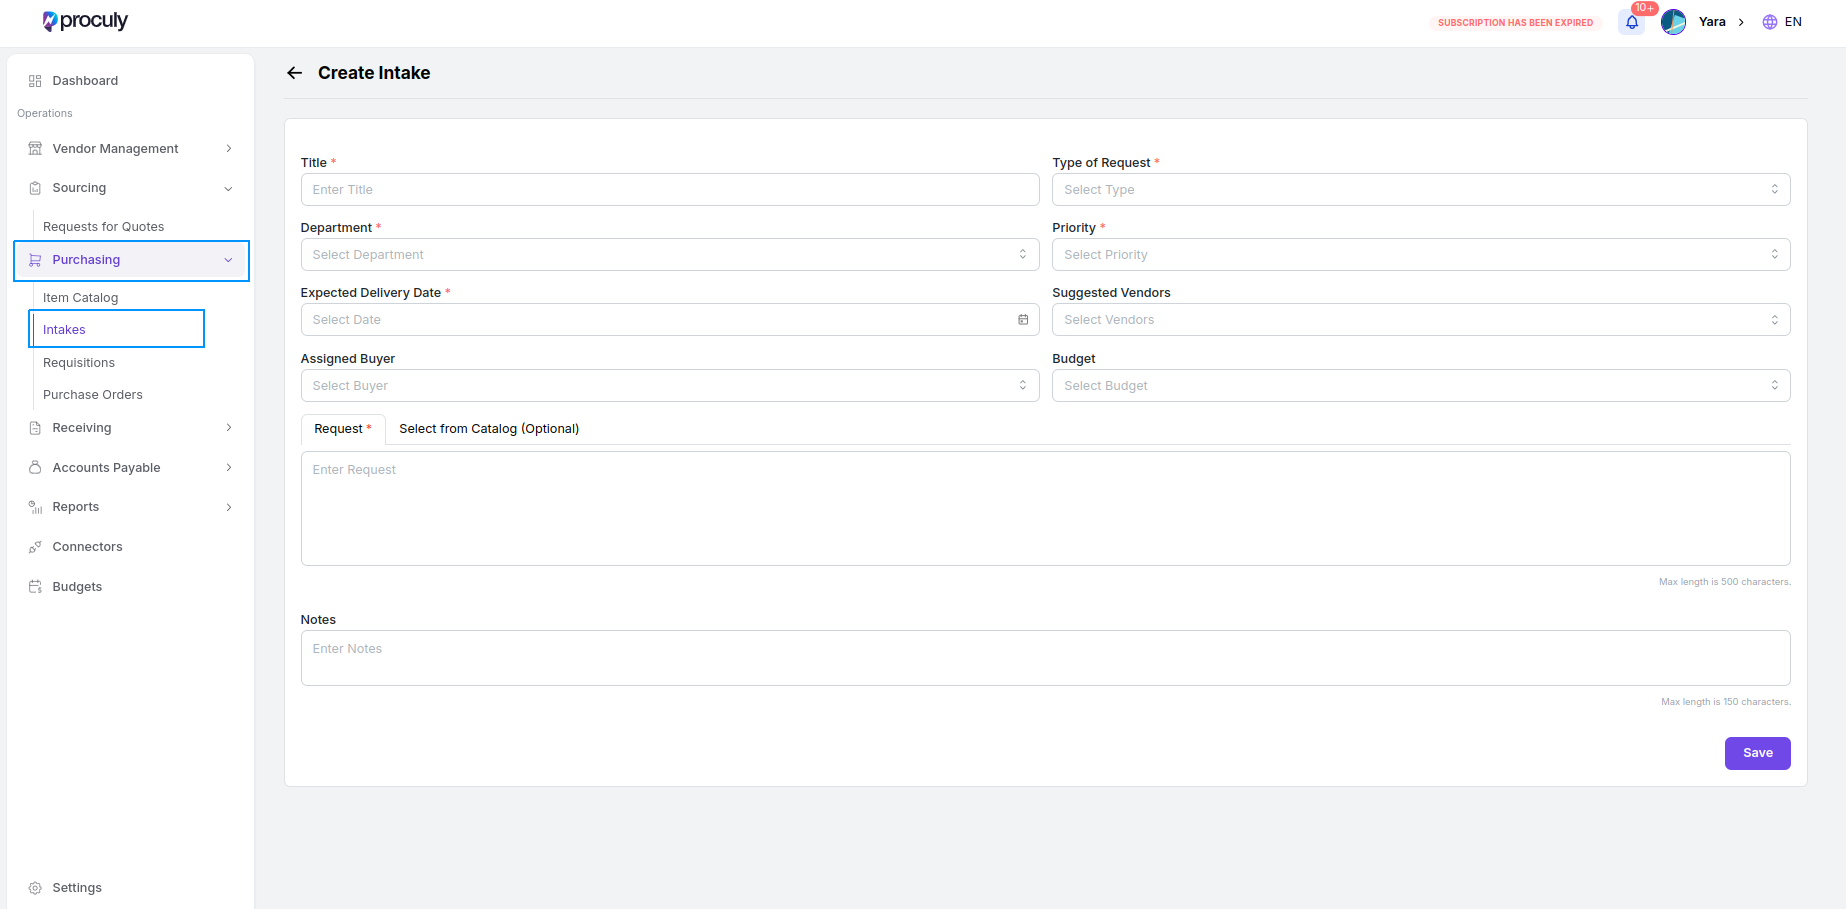 proculy
SUBSCRIPTION HAS BEEN EXPIRED
10+
Yara
EN
Dashboard
Operations
Vendor Management
Sourcing
Requests for Quotes
Purchasing
Item Catalog
Intakes
Requisitions
Purchase Orders
Receiving
Accounts Payable
Reports
Connectors
Budgets
Settings
Create Intake
Title *
Enter Title
Type of Request *
Select Type
Department *
Select Department
Priority *
Select Priority
Expected Delivery Date *
Select Date
Suggested Vendors
Select Vendors
Assigned Buyer
Select Buyer
Budget
Select Budget
Request *
Select from Catalog (Optional)
Enter Request
Max length is 500 characters.
Notes
Enter Notes
Max length is 150 characters.
Save